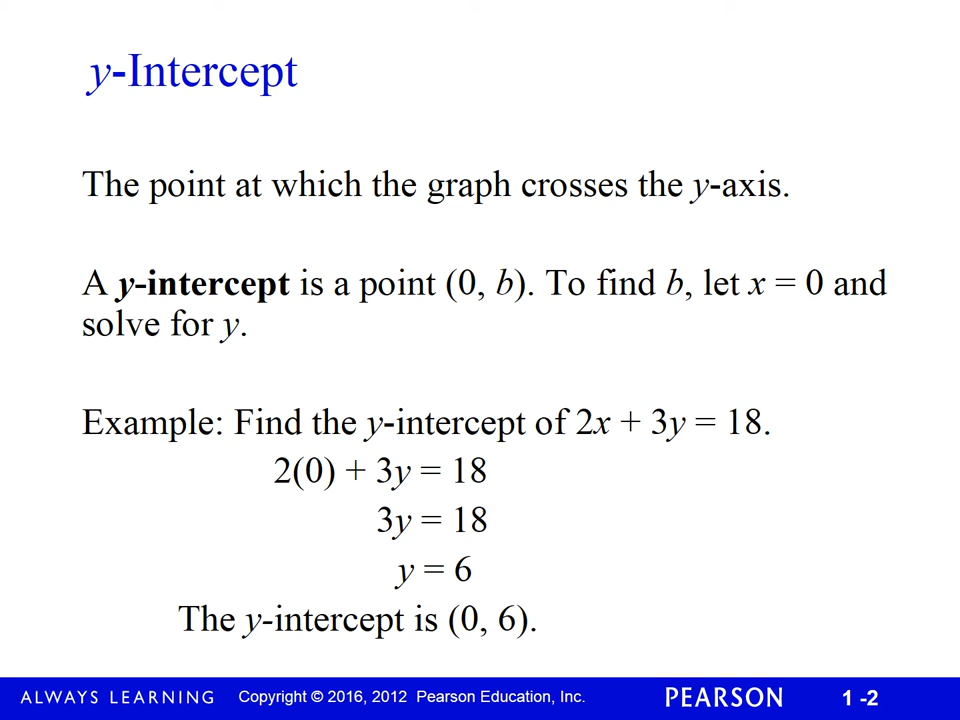 y-Intercept
The point at which the graph crosses the y-axis.
A y-intercept is a point (0, b). To find b, let x = 0 and
solve for y.
Example: Find the y-intercept of 2x + 3y = 18.
2(0) + 3y = 18
3y = 18
y = 6
The y-intercept is (0, 6).
ALWAYS LEARNING Copyright © 2016, 2012 Pearson Education, Inc. PEARSON 1 -2